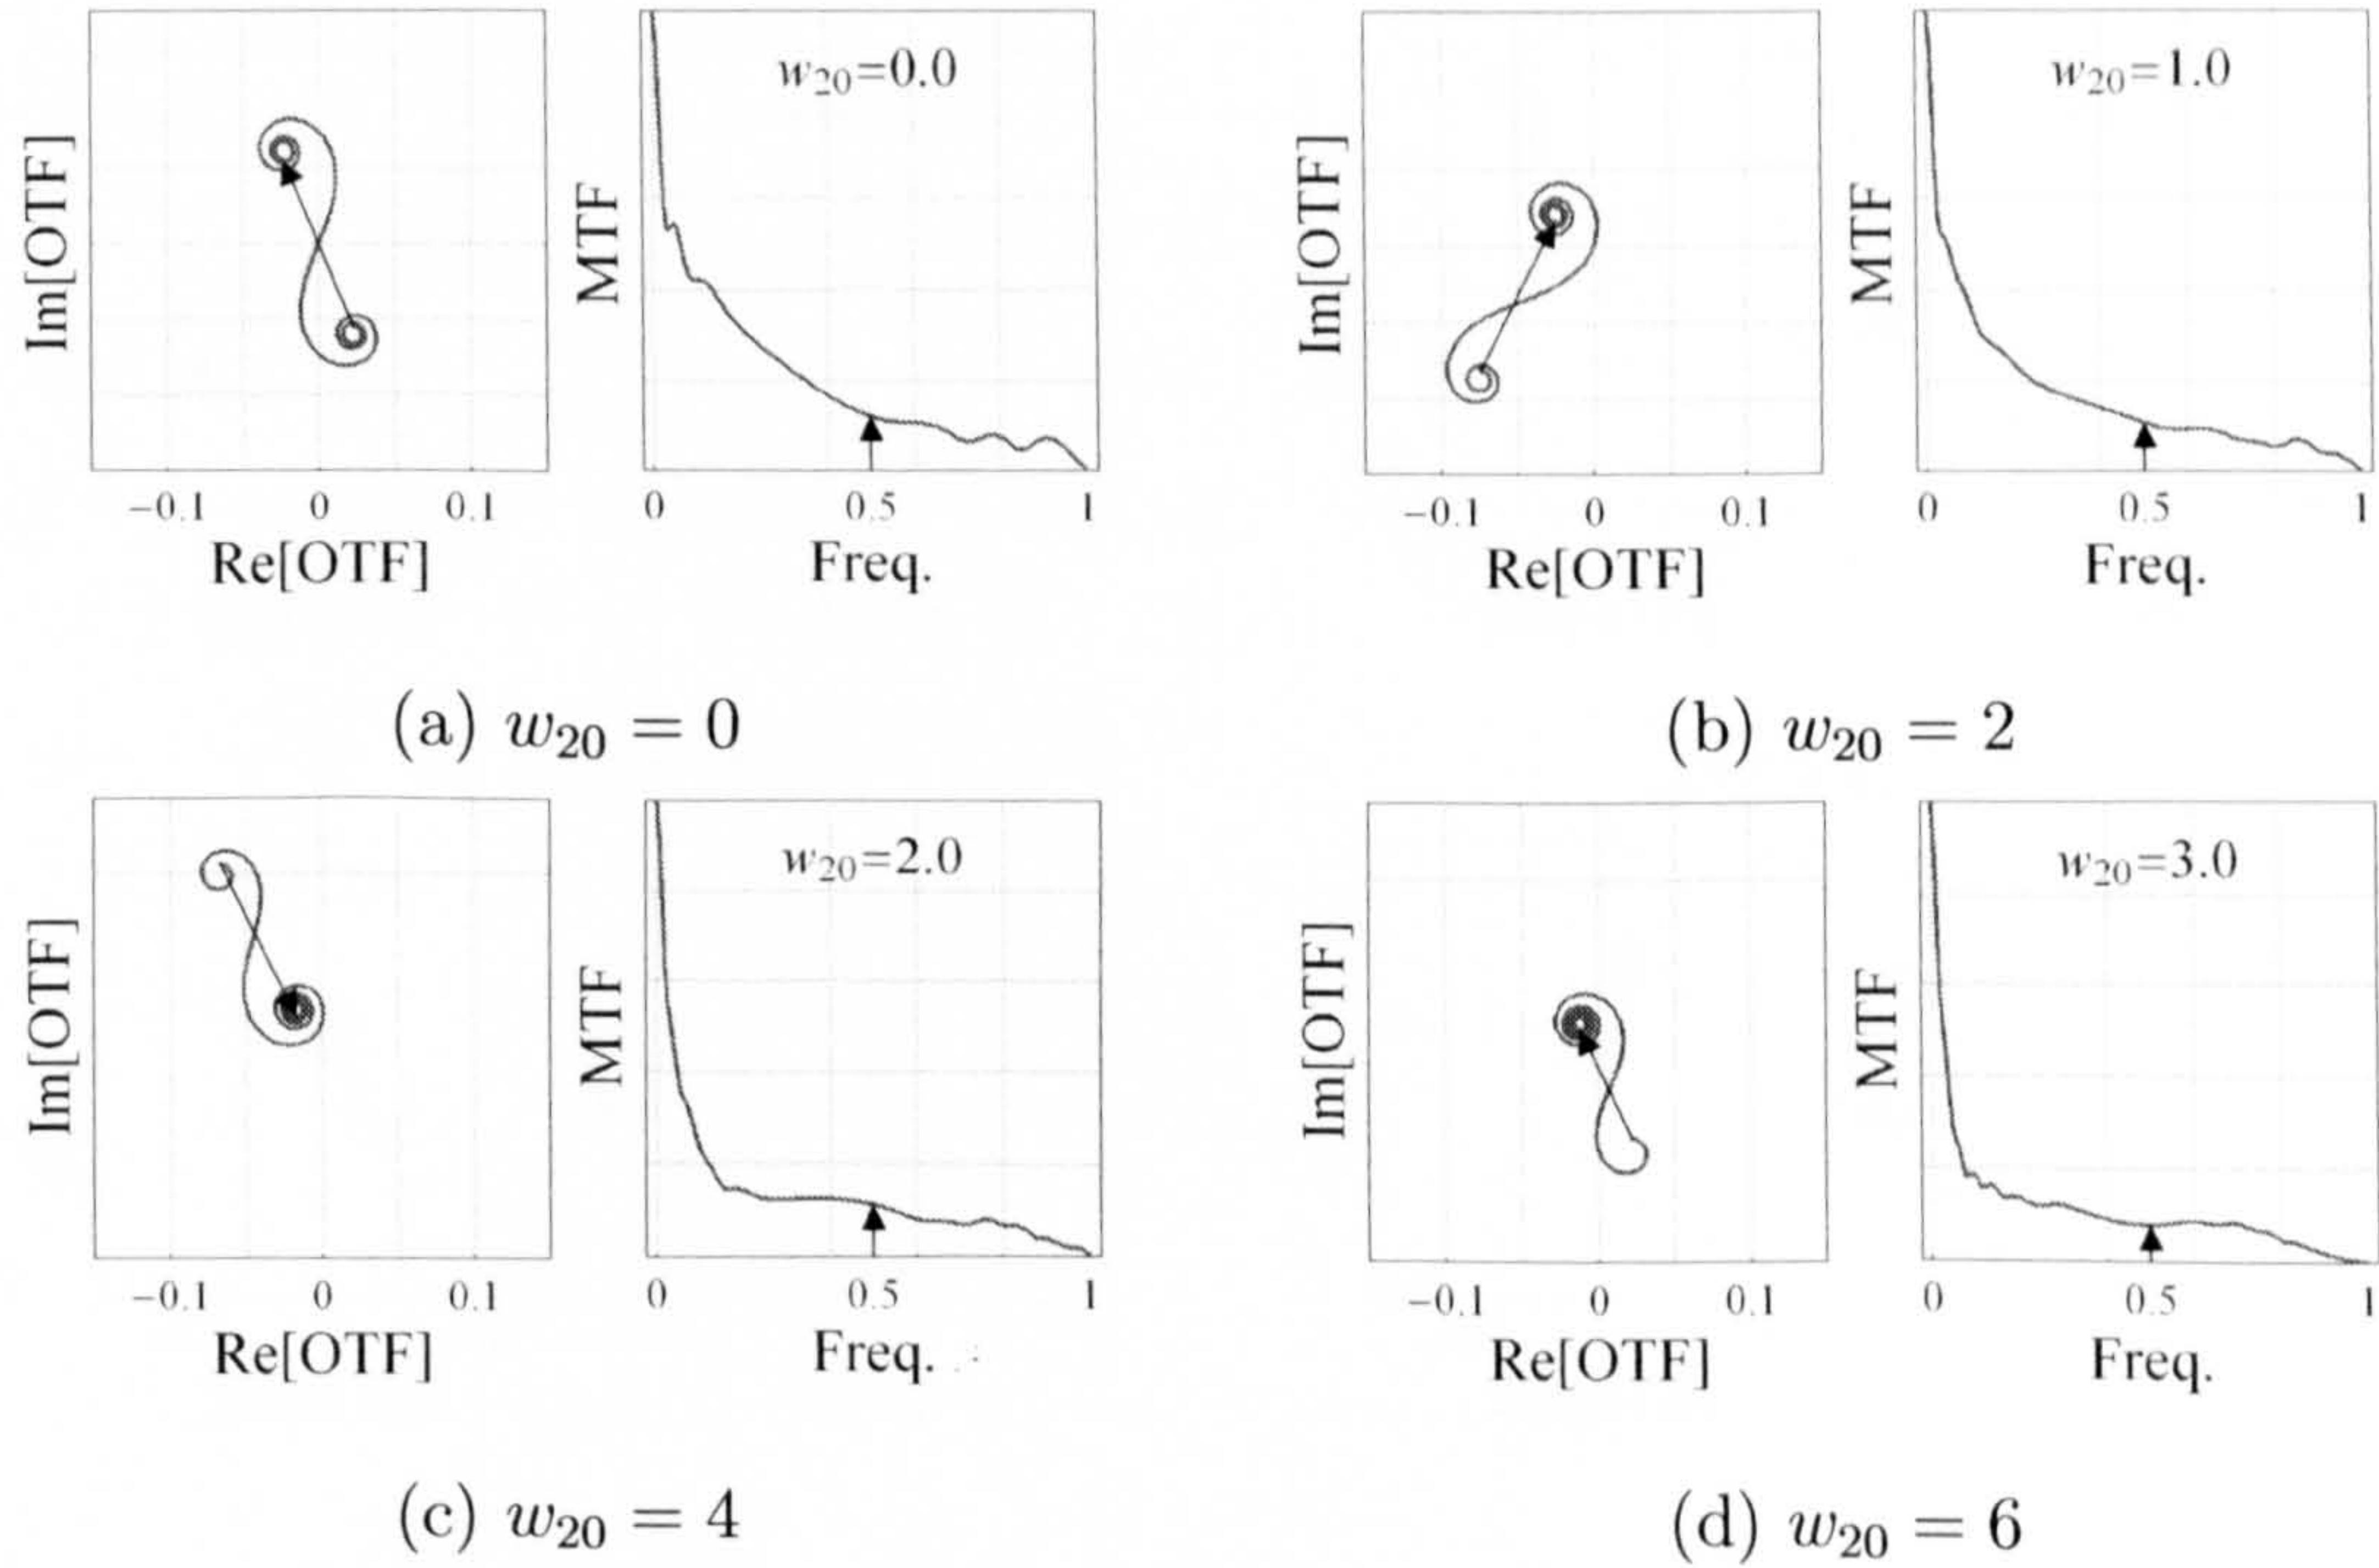 Im[OTF]
−0.1 0 0.1
Re[OTF]
MTF
w20=0.0
0 0.5 1
Freq.
Im[OTF]
−0.1 0 0.1
Re[OTF]
MTF
w20=1.0
0 0.5 1
Freq.
(a) w20 = 0
(b) w20 = 2
Im[OTF]
−0.1 0 0.1
Re[OTF]
MTF
w20=2.0
0 0.5 1
Freq.
Im[OTF]
−0.1 0 0.1
Re[OTF]
MTF
w20=3.0
0 0.5 1
Freq.
(c) w20 = 4
(d) w20 = 6